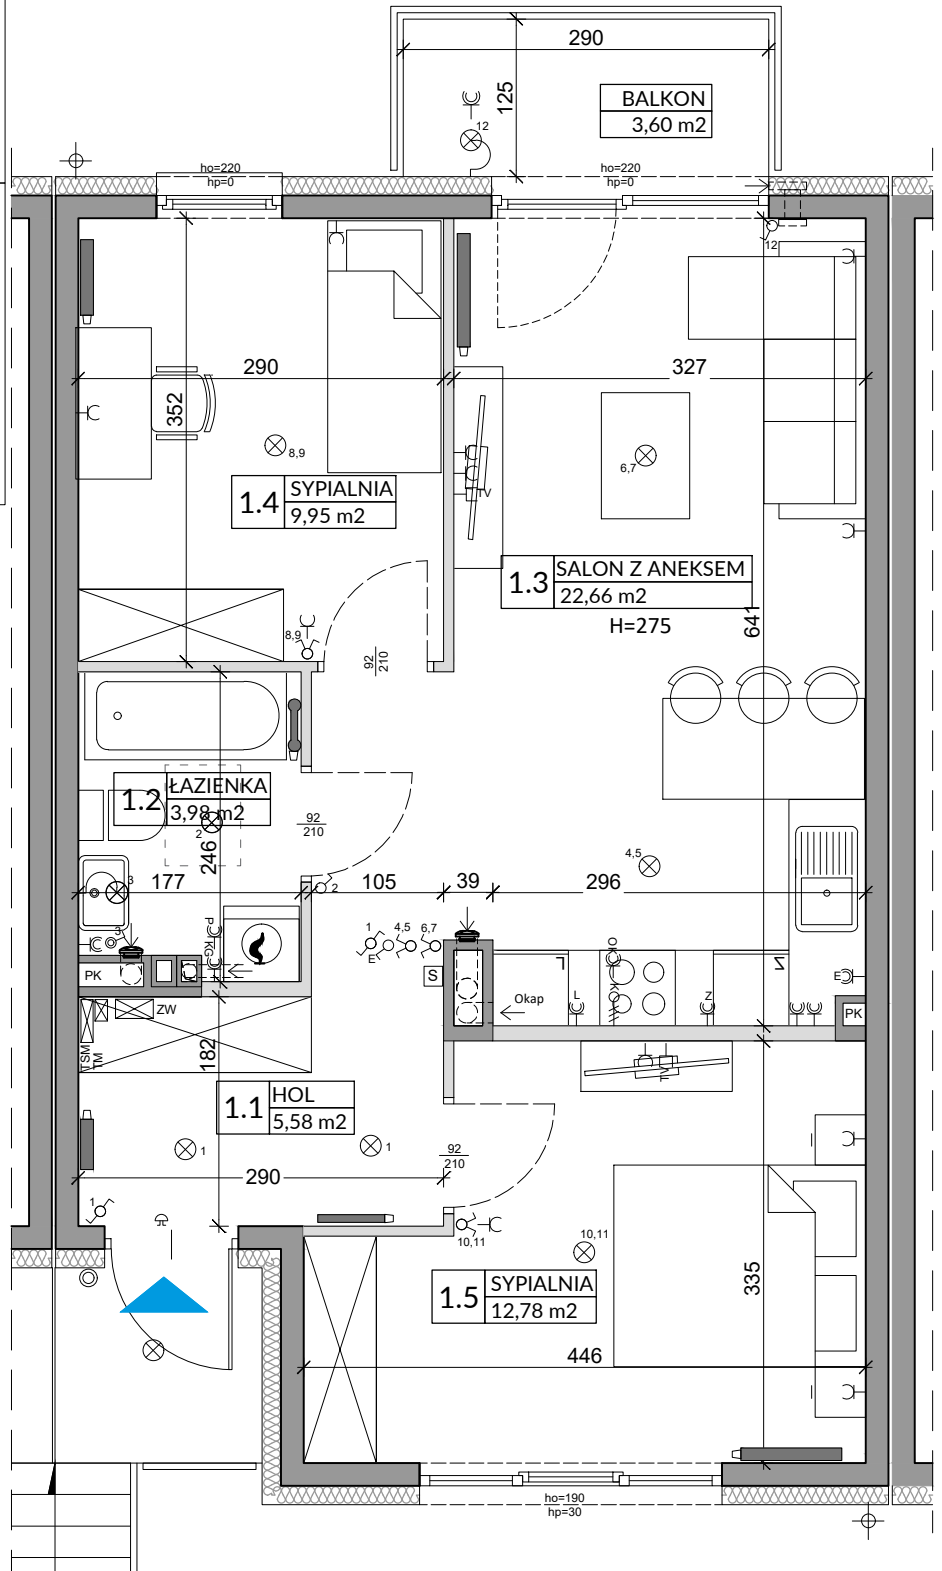 290
125
BALKON
3,60 m2
12
ho=220
hp=0
ho=220
hp=0
12
290
327
352
8,9
6,7
TV
1.4
SYPIALNIA
9,95 m2
1.3
SALON Z ANEKSEM
22,66 m2
H=275
641
8,9
92
210
1.2
ŁAZIENKA
3,98 m2
2
92
210
246
4,5
177
105
39
296
3
2
3
1
4,5
6,7
E
P
KG
PK
S
OK
L
K
Z
E
Okap
PK
ZW
TSM
TM
182
TV
1.1
HOL
5,58 m2
1
1
92
210
290
1
10,11
10,11
1.5
SYPIALNIA
12,78 m2
335
446
ho=190
hp=30